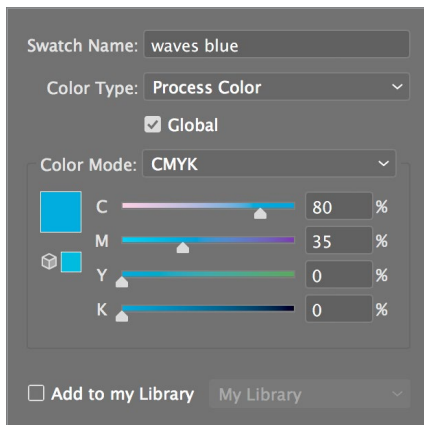 Swatch Name: waves blue
Color Type: Process Color
Global
Color Mode: CMYK
C 80 %
M 35 %
Y 0 %
K 0 %
Add to my Library My Library